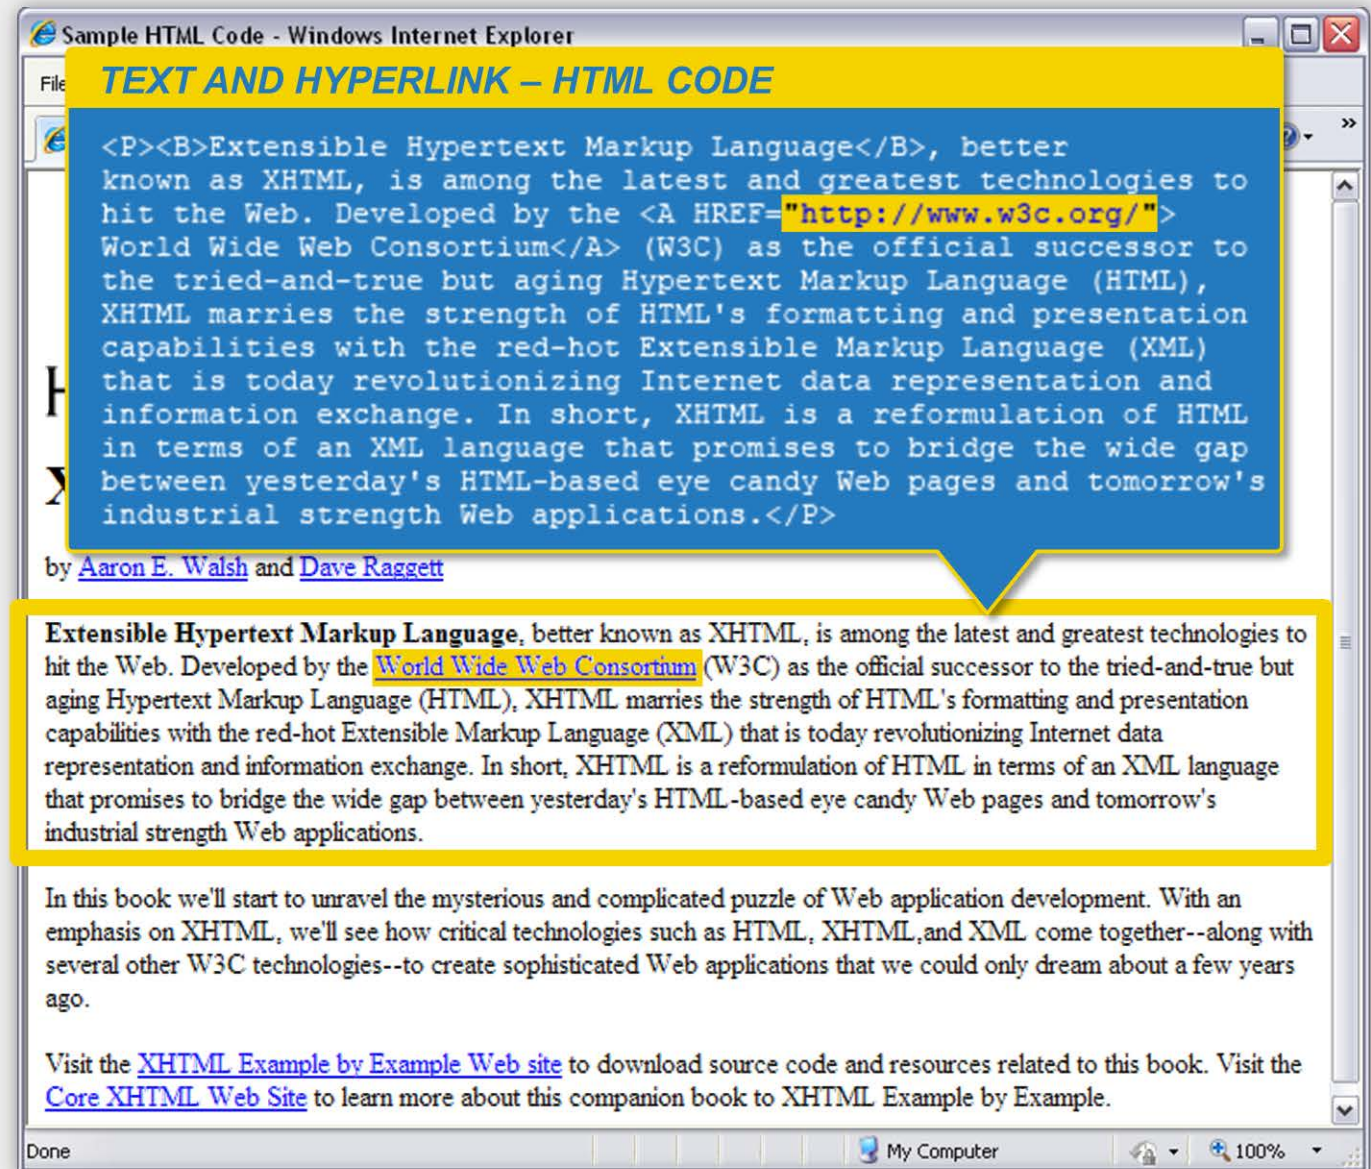 Sample HTML Code - Windows Internet Explorer
File
TEXT AND HYPERLINK – HTML CODE
<P><B>Extensible Hypertext Markup Language</B>, better
known as XHTML, is among the latest and greatest technologies to
hit the Web. Developed by the <A HREF="http://www.w3c.org/">
World Wide Web Consortium</A> (W3C) as the official successor to
the tried-and-true but aging Hypertext Markup Language (HTML),
XHTML marries the strength of HTML's formatting and presentation
capabilities with the red-hot Extensible Markup Language (XML)
that is today revolutionizing Internet data representation and
information exchange. In short, XHTML is a reformulation of HTML
in terms of an XML language that promises to bridge the wide gap
between yesterday's HTML-based eye candy Web pages and tomorrow's
industrial strength Web applications.</P>
by Aaron E. Walsh and Dave Raggett
Extensible Hypertext Markup Language, better known as XHTML, is among the latest and greatest technologies to
hit the Web. Developed by the World Wide Web Consortium (W3C) as the official successor to the tried-and-true but
aging Hypertext Markup Language (HTML), XHTML marries the strength of HTML's formatting and presentation
capabilities with the red-hot Extensible Markup Language (XML) that is today revolutionizing Internet data
representation and information exchange. In short, XHTML is a reformulation of HTML in terms of an XML language
that promises to bridge the wide gap between yesterday's HTML-based eye candy Web pages and tomorrow's
industrial strength Web applications.
In this book we'll start to unravel the mysterious and complicated puzzle of Web application development. With an
emphasis on XHTML, we'll see how critical technologies such as HTML, XHTML,and XML come together--along with
several other W3C technologies--to create sophisticated Web applications that we could only dream about a few years
ago.
Visit the XHTML Example by Example Web site to download source code and resources related to this book. Visit the
Core XHTML Web Site to learn more about this companion book to XHTML Example by Example.
Done My Computer 100%